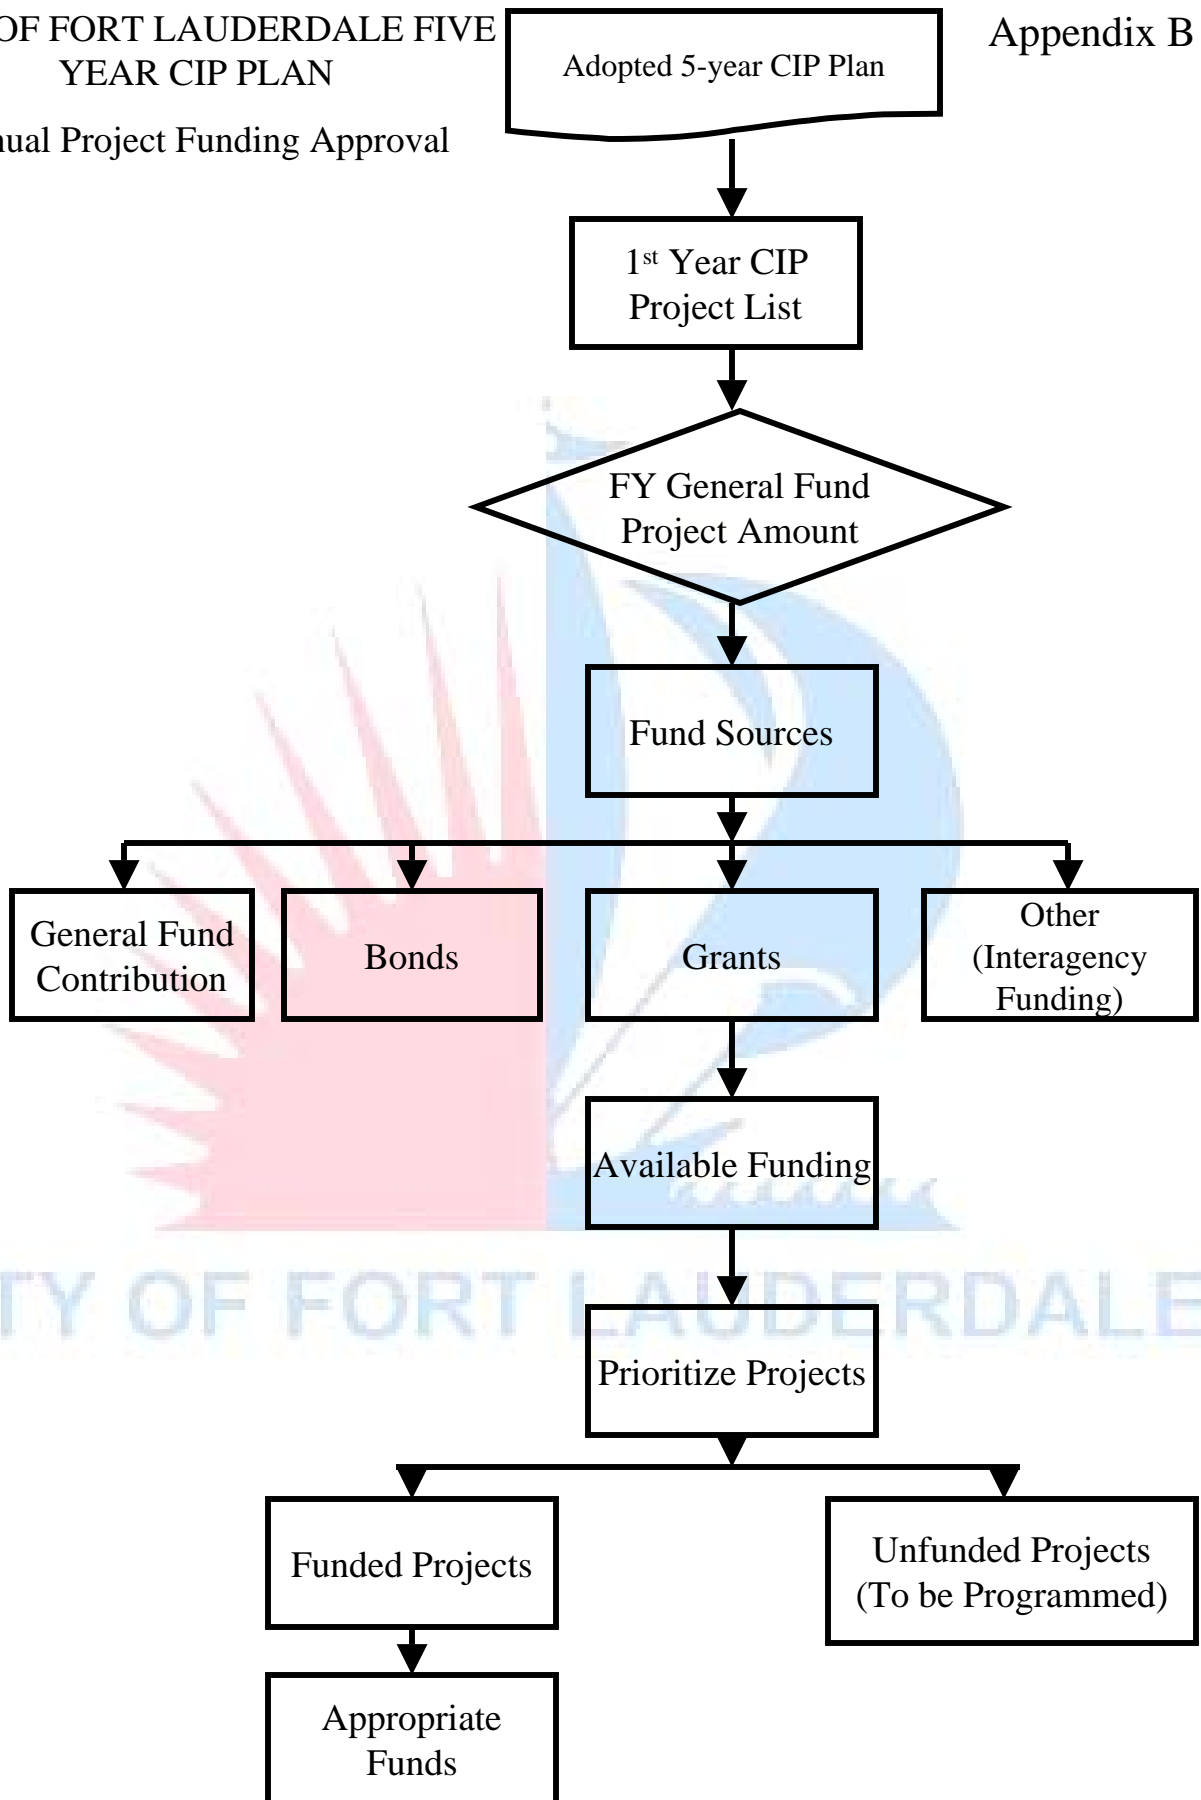 OF FORT LAUDERDALE FIVE
YEAR CIP PLAN
nual Project Funding Approval
Appendix B
Adopted 5-year CIP Plan
1st Year CIP
Project List
FY General Fund
Project Amount
Fund Sources
General Fund
Contribution
Bonds
Grants
Other
(Interagency
Funding)
Available Funding
TY OF FORT LAUDERDALE
Prioritize Projects
Funded Projects
Unfunded Projects
(To be Programmed)
Appropriate
Funds